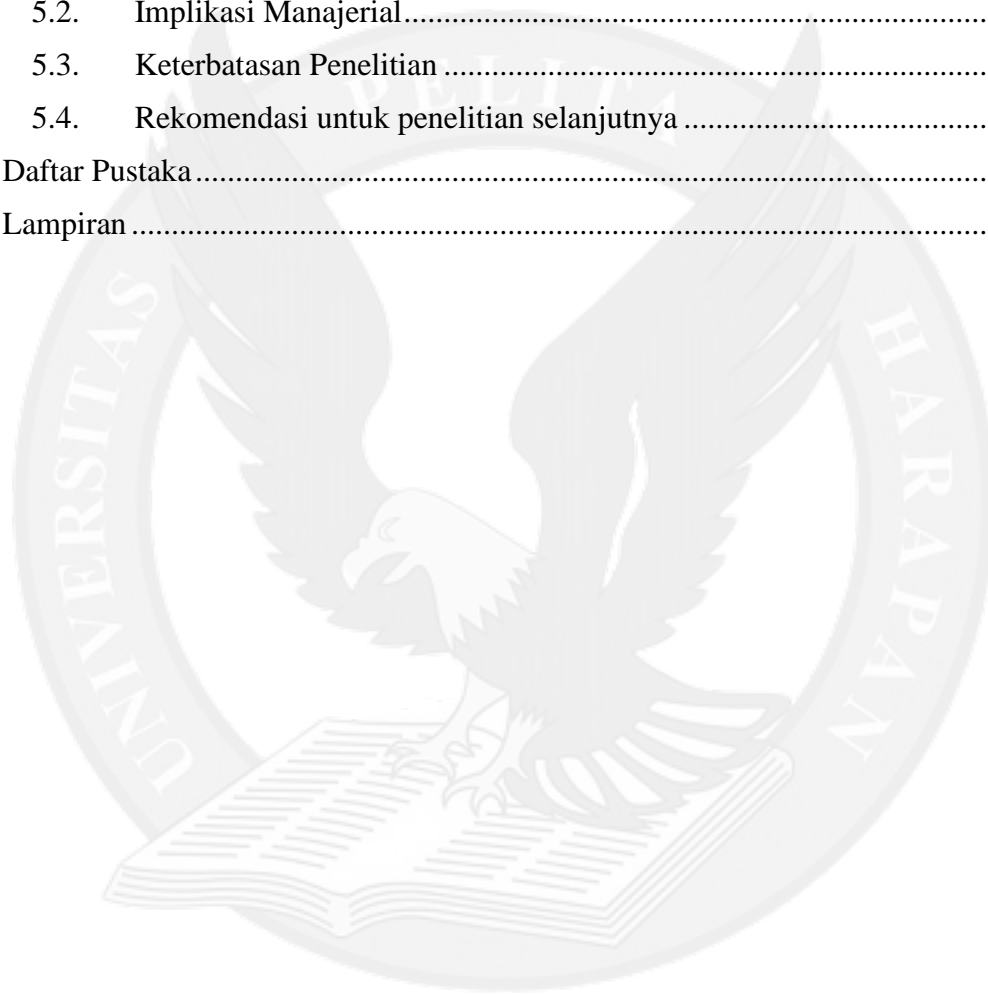 5.2. Implikasi Manajerial..........................................................................
5.3. Keterbatasan Penelitian .....................................................................
5.4. Rekomendasi untuk penelitian selanjutnya ......................................
Daftar Pustaka....................................................................................................
Lampiran ...........................................................................................................
UNIVERSITAS PELITA HARAPAN